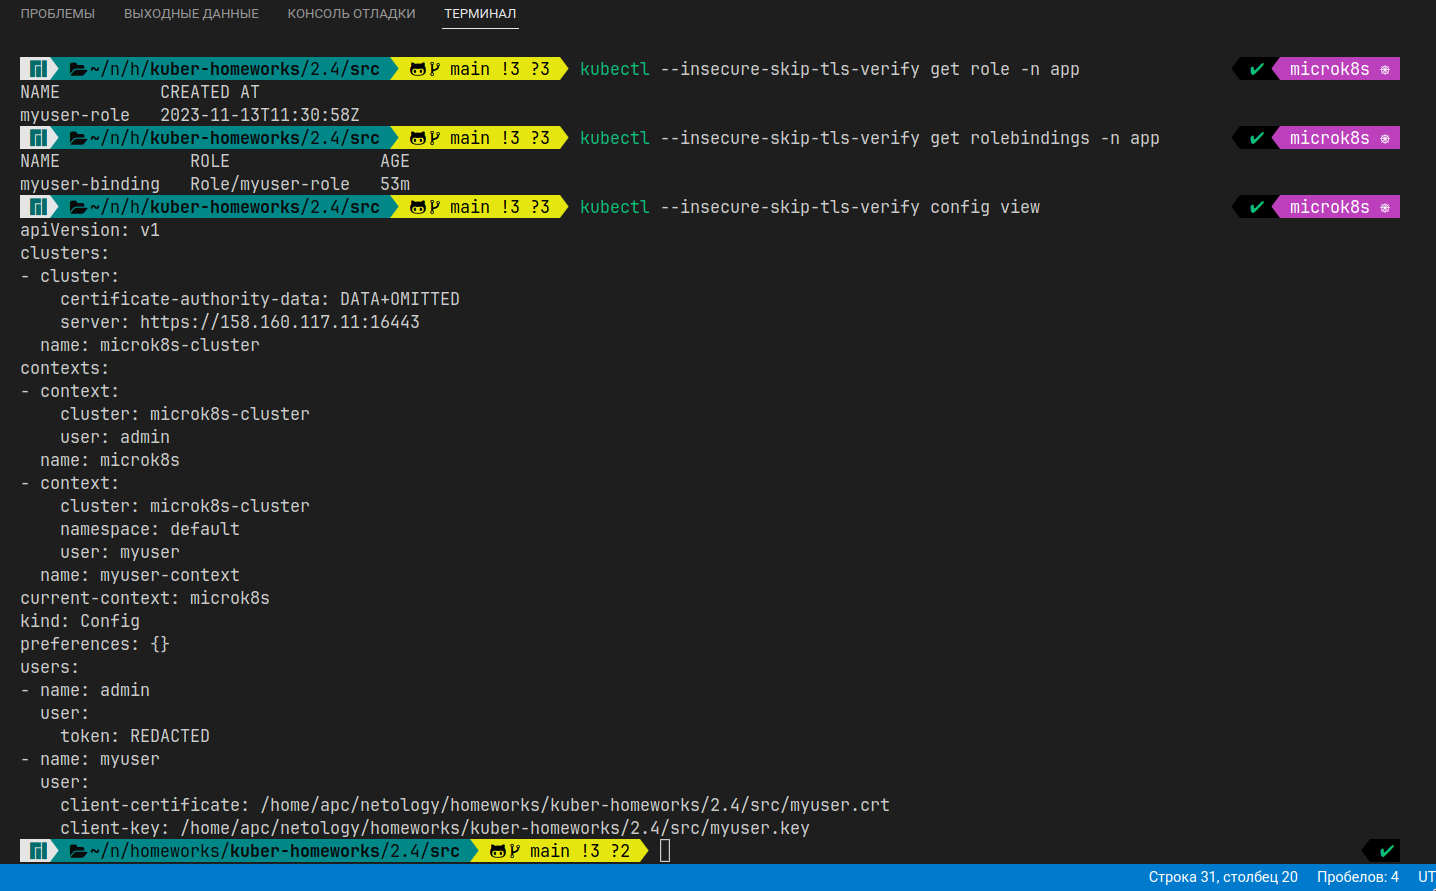 ПРОБЛЕМЫ ВЫХОДНЫЕ ДАННЫЕ КОНСОЛЬ ОТЛАДКИ ТЕРМИНАЛ
~/n/h/kuber-homeworks/2.4/src main !3 ?3 kubectl --insecure-skip-tls-verify get role -n app ✔ microk8s ⎈
NAME             CREATED AT
myuser-role   2023-11-13T11:30:58Z
~/n/h/kuber-homeworks/2.4/src main !3 ?3 kubectl --insecure-skip-tls-verify get rolebindings -n app ✔ microk8s ⎈
NAME             ROLE               AGE
myuser-binding   Role/myuser-role   53m
~/n/h/kuber-homeworks/2.4/src main !3 ?3 kubectl --insecure-skip-tls-verify config view ✔ microk8s ⎈
apiVersion: v1
clusters:
- cluster:
    certificate-authority-data: DATA+OMITTED
    server: https://158.160.117.11:16443
  name: microk8s-cluster
contexts:
- context:
    cluster: microk8s-cluster
    user: admin
  name: microk8s
- context:
    cluster: microk8s-cluster
    namespace: default
    user: myuser
  name: myuser-context
current-context: microk8s
kind: Config
preferences: {}
users:
- name: admin
  user:
    token: REDACTED
- name: myuser
  user:
    client-certificate: /home/apc/netology/homeworks/kuber-homeworks/2.4/src/myuser.crt
    client-key: /home/apc/netology/homeworks/kuber-homeworks/2.4/src/myuser.key
~/n/homeworks/kuber-homeworks/2.4/src main !3 ?2 ✔
Строка 31, столбец 20 Пробелов: 4 UT